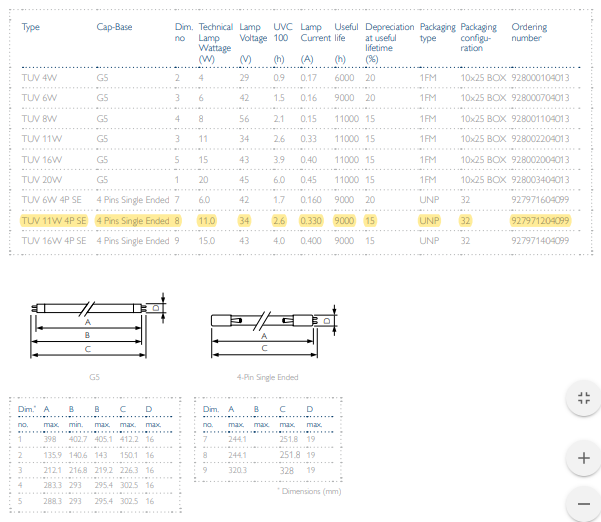 Type Cap-Base Dim. no Technical Lamp Wattage (W) Lamp Voltage (V) UVC 100 (h) Lamp Current (A) Useful life (h) Depreciation at useful lifetime (%) Packaging type Packaging configu-ration Ordering number
TUV 4W G5 2 4 29 0.9 0.17 6000 20 1FM 10x25 BOX 928000104013
TUV 6W G5 3 6 42 1.5 0.16 9000 20 1FM 10x25 BOX 928000704013
TUV 8W G5 4 8 56 2.1 0.15 11000 15 1FM 10x25 BOX 928001104013
TUV 11W G5 3 11 34 2.6 0.33 11000 15 1FM 10x25 BOX 928002204013
TUV 16W G5 5 15 43 3.9 0.40 11000 15 1FM 10x25 BOX 928002004013
TUV 20W G5 1 20 45 6.0 0.45 11000 15 1FM 10x25 BOX 928003404013
TUV 6W 4P SE 4 Pins Single Ended 7 6.0 42 1.7 0.160 9000 20 UNP 32 927971604099
TUV 11W 4P SE 4 Pins Single Ended 8 11.0 34 2.6 0.330 9000 15 UNP 32 927971204099
TUV 16W 4P SE 4 Pins Single Ended 9 15.0 43 4.0 0.400 9000 15 UNP 32 927971404099
D
A
B
C
G5
D
A
C
4-Pin Single Ended
Dim.* A B B C D
no. max. min. max. max. max.
1 398 402.7 405.1 412.2 16
2 135.9 140.6 143 150.1 16
3 212.1 216.8 219.2 226.3 16
4 283.3 293 295.4 302.5 16
5 288.3 293 295.4 302.5 16
Dim. A B C D
no. max. max. max. max.
7 244.1 251.8 19
8 244.1 251.8 19
9 320.3 328 19
* Dimensions (mm)